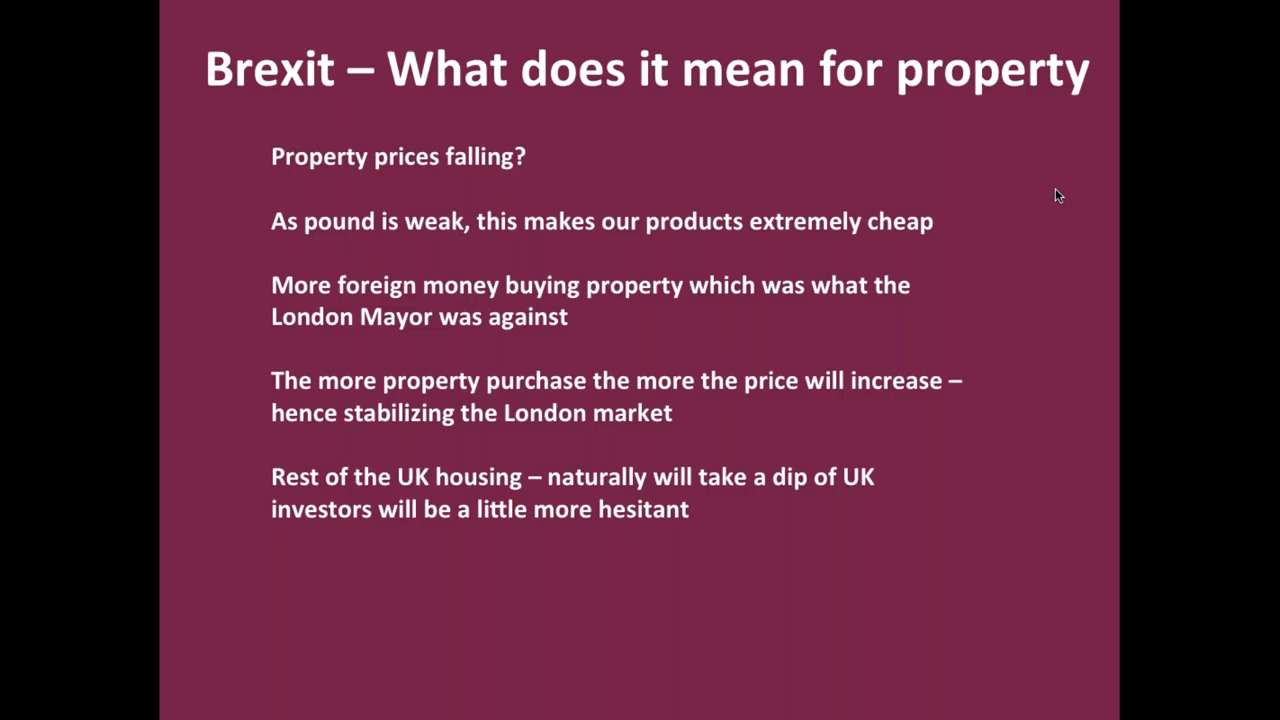 Brexit – What does it mean for property
Property prices falling?
As pound is weak, this makes our products extremely cheap
More foreign money buying property which was what the
London Mayor was against
The more property purchase the more the price will increase –
hence stabilizing the London market
Rest of the UK housing – naturally will take a dip of UK
investors will be a little more hesitant